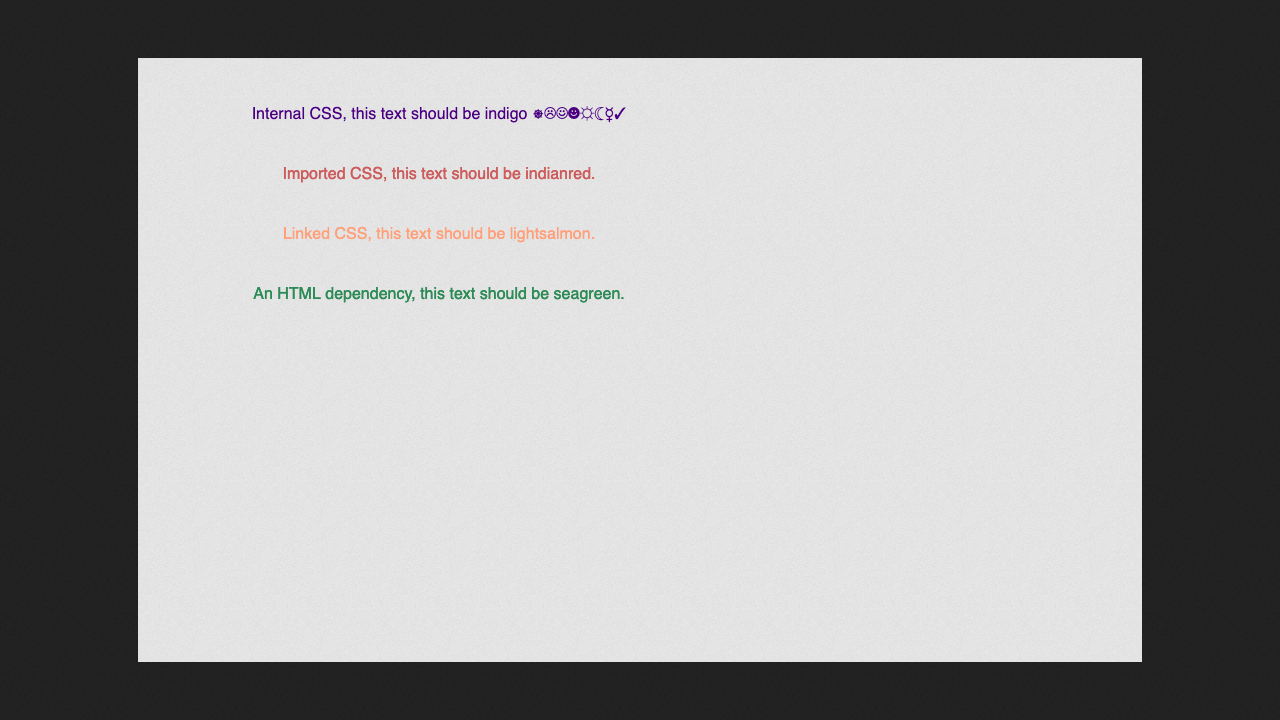 Internal CSS, this text should be indigo ⎈☹☺☻☼☾☿✓
Imported CSS, this text should be indianred.
Linked CSS, this text should be lightsalmon.
An HTML dependency, this text should be seagreen.